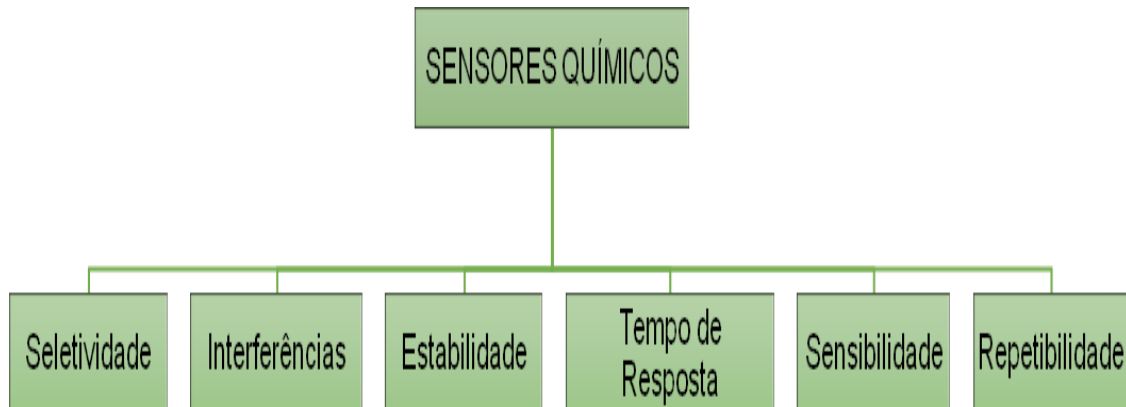 SENSORES QUÍMICOS
Seletividade
Interferências
Estabilidade
Tempo de
Resposta
Sensibilidade
Repetibilidade